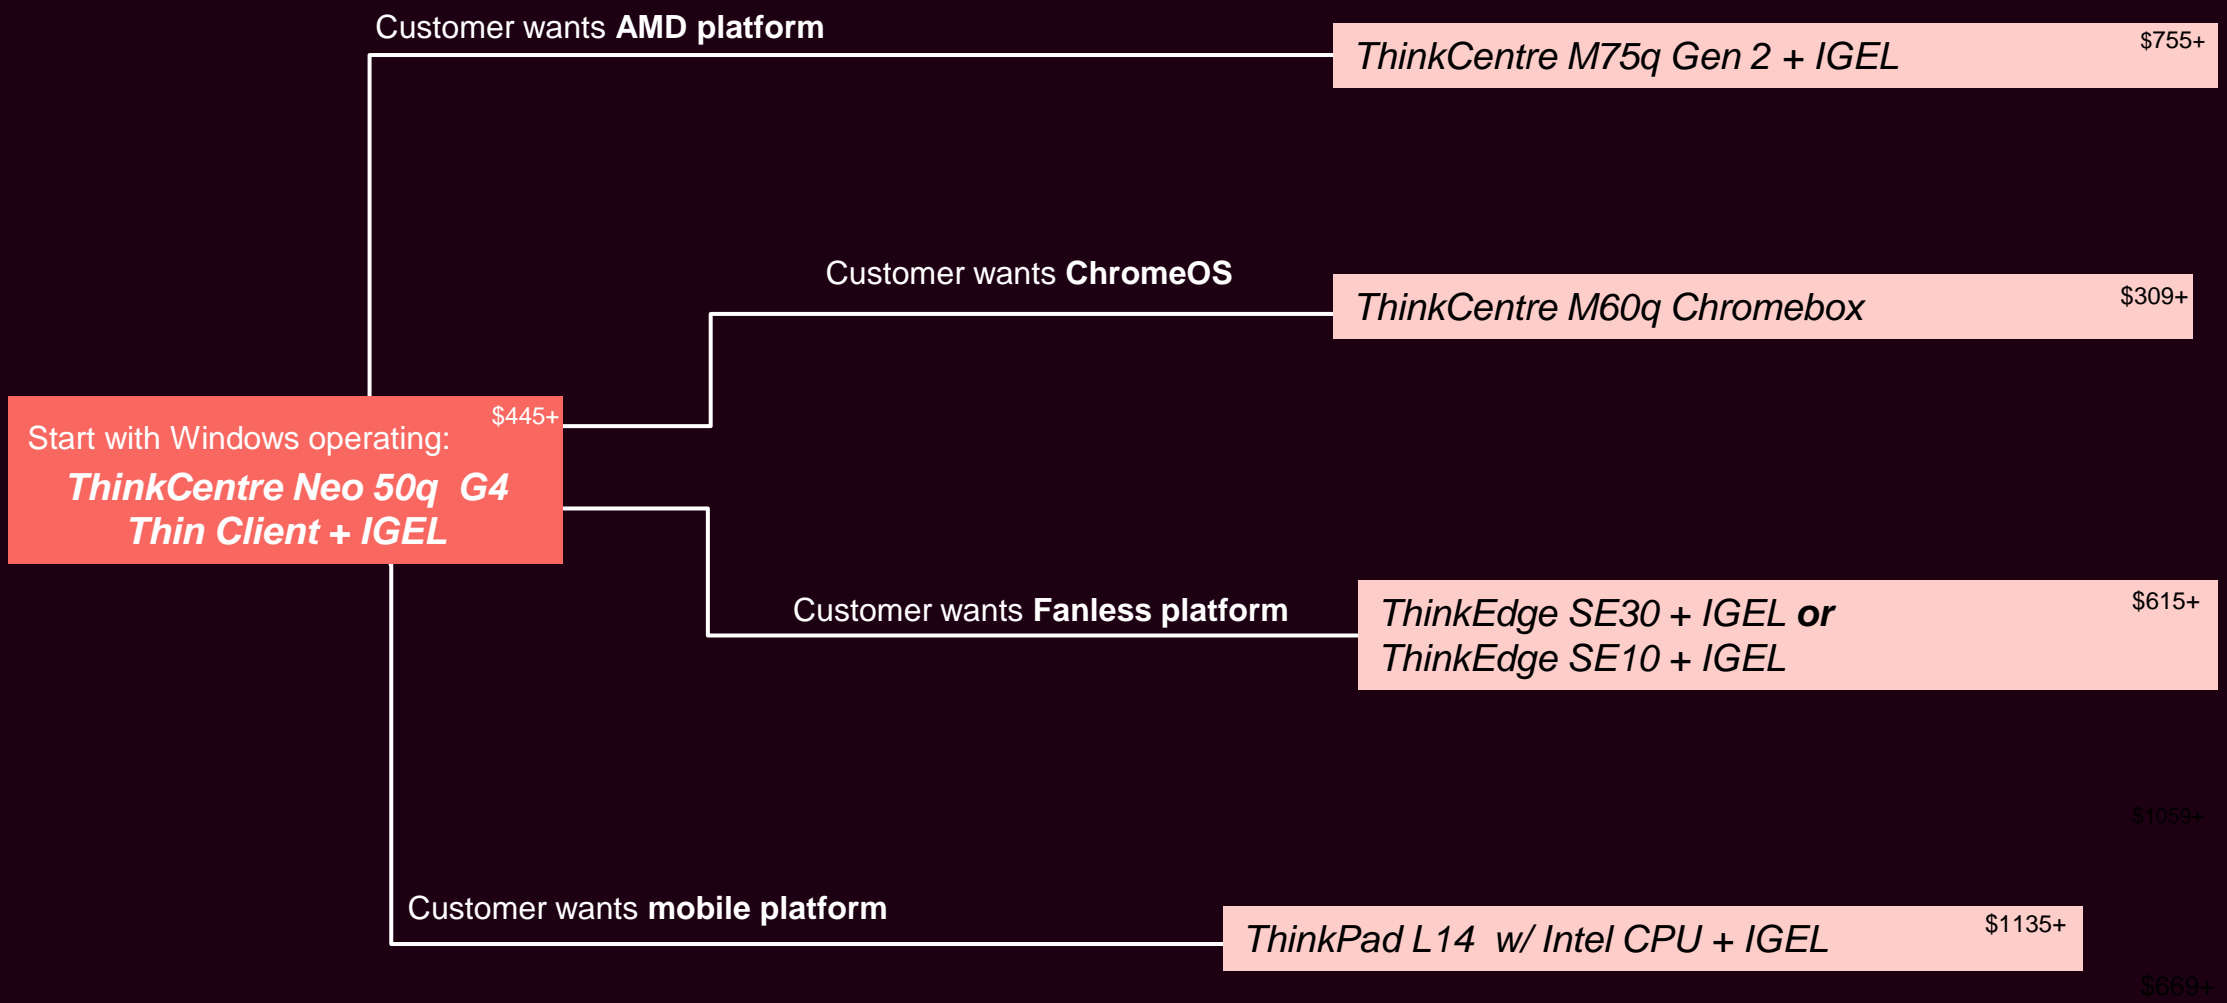 Customer wants AMD platform
ThinkCentre M75q Gen 2 + IGEL
$755+
Customer wants ChromeOS
ThinkCentre M60q Chromebox
$309+
$445+
Start with Windows operating:
ThinkCentre Neo 50q  G4
Thin Client + IGEL
Customer wants Fanless platform
ThinkEdge SE30 + IGEL or
ThinkEdge SE10 + IGEL
$615+
$1059+
Customer wants mobile platform
ThinkPad L14  w/ Intel CPU + IGEL
$1135+
$669+